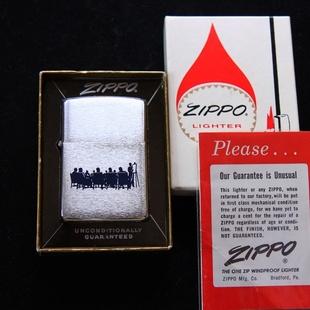 ZIPPO
UNCONDITIONALLY
GUARANTEED
ZIPPO
LIGHTER
Please...
Our Guarantee is Unusual
This lighter or any ZIPPO, when
returned to our factory, will be put
in first class mechanical condition
free of charge, for we have yet to
charge a cent for the repair of a
ZIPPO regardless of age or condi-
tion. THE FINISH, HOWEVER, IS
NOT GUARANTEED.
ZIPPO®
THE ONE ZIP WINDPROOF LIGHTER
ZIPPO Mfg. Co. Bradford, Pa.